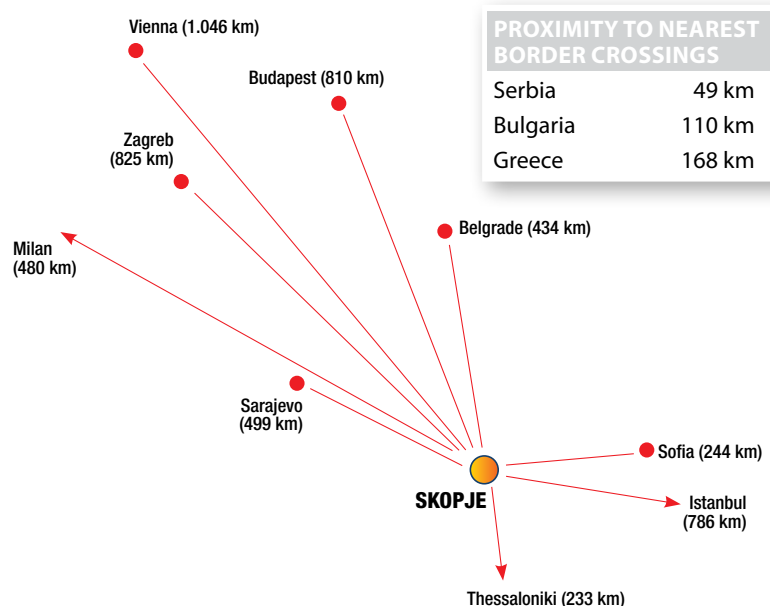 Vienna (1.046 km)
PROXIMITY TO NEAREST
BORDER CROSSINGS
Serbia 49 km
Bulgaria 110 km
Greece 168 km
Budapest (810 km)
Zagreb
(825 km)
Belgrade (434 km)
Milan
(480 km)
Sarajevo
(499 km)
Sofia (244 km)
SKOPJE
Istanbul
(786 km)
Thessaloniki (233 km)